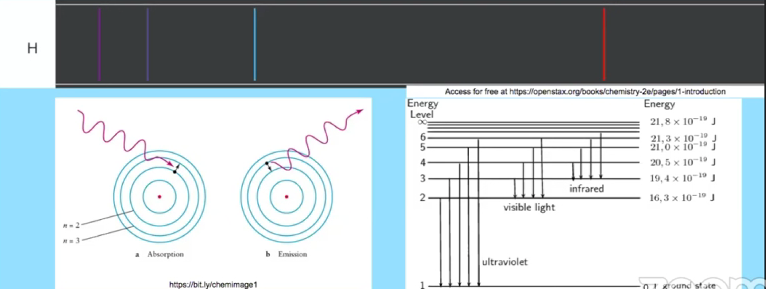 H
Access for free at https://openstax.org/books/chemistry-2e/pages/1-introduction
Energy
Level
Energy
∞
21,8 × 10⁻¹⁹ J
6
21,3 × 10⁻¹⁹ J
5
21,0 × 10⁻¹⁹ J
4
20,5 × 10⁻¹⁹ J
3
19,4 × 10⁻¹⁹ J
infrared
2
16,3 × 10⁻¹⁹ J
visible light
ultraviolet
1
ground state
n = 2
n = 3
a Absorption
b Emission
https://bit.ly/chemimage1
zoom